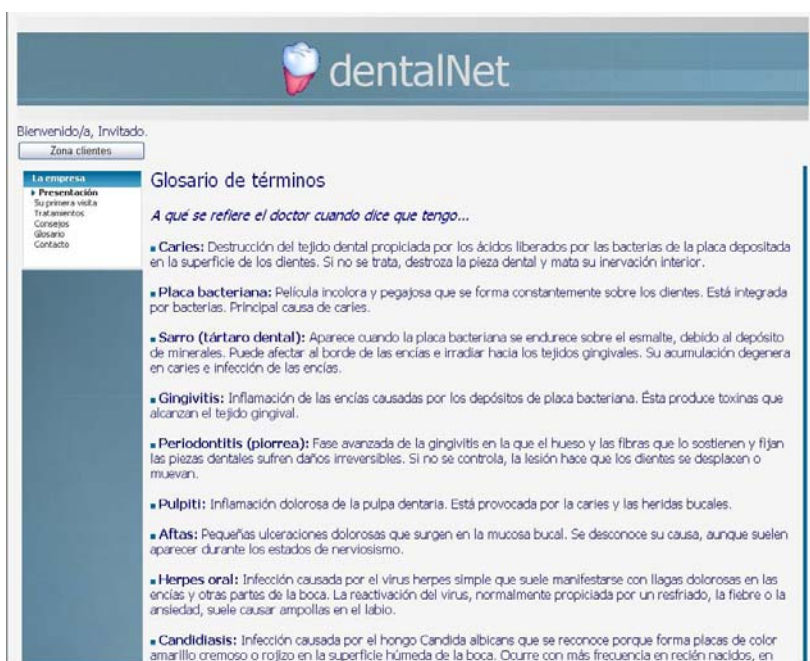 dentalNet
Bienvenido/a, Invitado.
Zona clientes
La empresa
Presentación
Su primera visita
Tratamientos
Consejos
Glosario
Contacto
Glosario de términos
A qué se refiere el doctor cuando dice que tengo...
Caries: Destrucción del tejido dental propiciada por los ácidos liberados por las bacterias de la placa depositada
en la superficie de los dientes. Si no se trata, destroza la pieza dental y mata su inervación interior.
Placa bacteriana: Película incolora y pegajosa que se forma constantemente sobre los dientes. Está integrada
por bacterias. Principal causa de caries.
Sarro (tártaro dental): Aparece cuando la placa bacteriana se endurece sobre el esmalte, debido al depósito
de minerales. Puede afectar al borde de las encías e irradiar hacia los tejidos gingivales. Su acumulación degenera
en caries e infección de las encías.
Gingivitis: Inflamación de las encías causadas por los depósitos de placa bacteriana. Ésta produce toxinas que
alcanzan el tejido gingival.
Periodontitis (piorrea): Fase avanzada de la gingivitis en la que el hueso y las fibras que lo sostienen y fijan
las piezas dentales sufren daños irreversibles. Si no se controla, la lesión hace que los dientes se desplacen o
muevan.
Pulpiti: Inflamación dolorosa de la pulpa dentaria. Está provocada por la caries y las heridas bucales.
Aftas: Pequeñas ulceraciones dolorosas que surgen en la mucosa bucal. Se desconoce su causa, aunque suelen
aparecer durante los estados de nerviosismo.
Herpes oral: Infección causada por el virus herpes simple que suele manifestarse con llagas dolorosas en las
encías y otras partes de la boca. La reactivación del virus, normalmente propiciada por un resfriado, la fiebre o la
ansiedad, suele causar ampollas en el labio.
Candidiasis: Infección causada por el hongo Candida albicans que se reconoce porque forma placas de color
amarillo cremoso o rojizo en la superficie húmeda de la boca. Ocurre con más frecuencia en recién nacidos, en